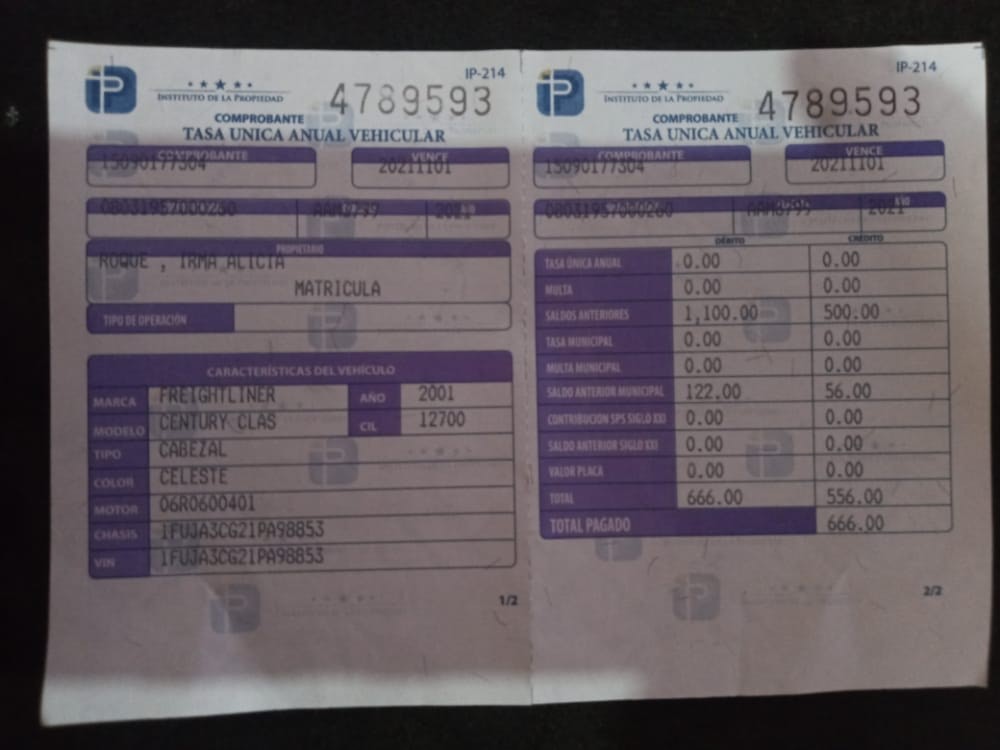 IP-214
iP
INSTITUTO DE LA PROPIEDAD
4789593
COMPROBANTE
TASA UNICA ANUAL VEHICULAR
COMPROBANTE VENCE
15090177304 20211101
AÑO
2021
PROPIETARIO
ROQUE , IRMA ALICIA
MATRICULA
TIPO DE OPERACIÓN
CARACTERÍSTICAS DEL VEHÍCULO
MARCA FREIGHTLINER AÑO 2001
MODELO CENTURY CLAS CIL 12700
TIPO CABEZAL
COLOR CELESTE
MOTOR 06R0600401
CHASIS 1FUJA3CG21PA98853
VIN 1FUJA3CG21PA98853
1/2
IP-214
iP
INSTITUTO DE LA PROPIEDAD
4789593
COMPROBANTE
TASA UNICA ANUAL VEHICULAR
COMPROBANTE VENCE
15090177304 20211101
AÑO
2021
DÉBITO CRÉDITO
TASA ÚNICA ANUAL 0.00 0.00
MULTA 0.00 0.00
SALDOS ANTERIORES 1,100.00 500.00
TASA MUNICIPAL 0.00 0.00
MULTA MUNICIPAL 0.00 0.00
SALDO ANTERIOR MUNICIPAL 122.00 56.00
CONTRIBUCION SPS SIGLO XXI 0.00 0.00
SALDO ANTERIOR SIGLO XXI 0.00 0.00
VALOR PLACA 0.00 0.00
TOTAL 666.00 556.00
TOTAL PAGADO 666.00
2/2